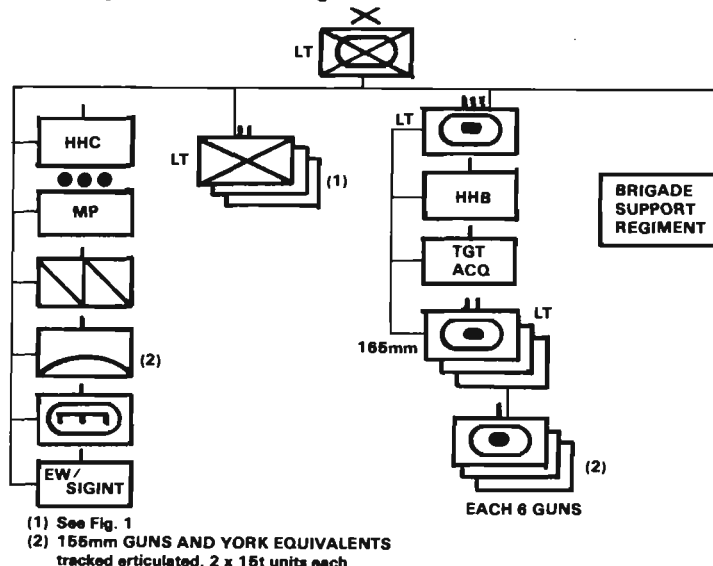 LT
HHC
MP
(2)
EW/
SIGINT
LT
(1)
LT
HHB
TGT
ACQ
LT
165mm
(2)
EACH 6 GUNS
BRIGADE
SUPPORT
REGIMENT
(1) See Fig. 1
(2) 155mm GUNS AND YORK EQUIVALENTS
tracked erticulated, 2 x 15t units each